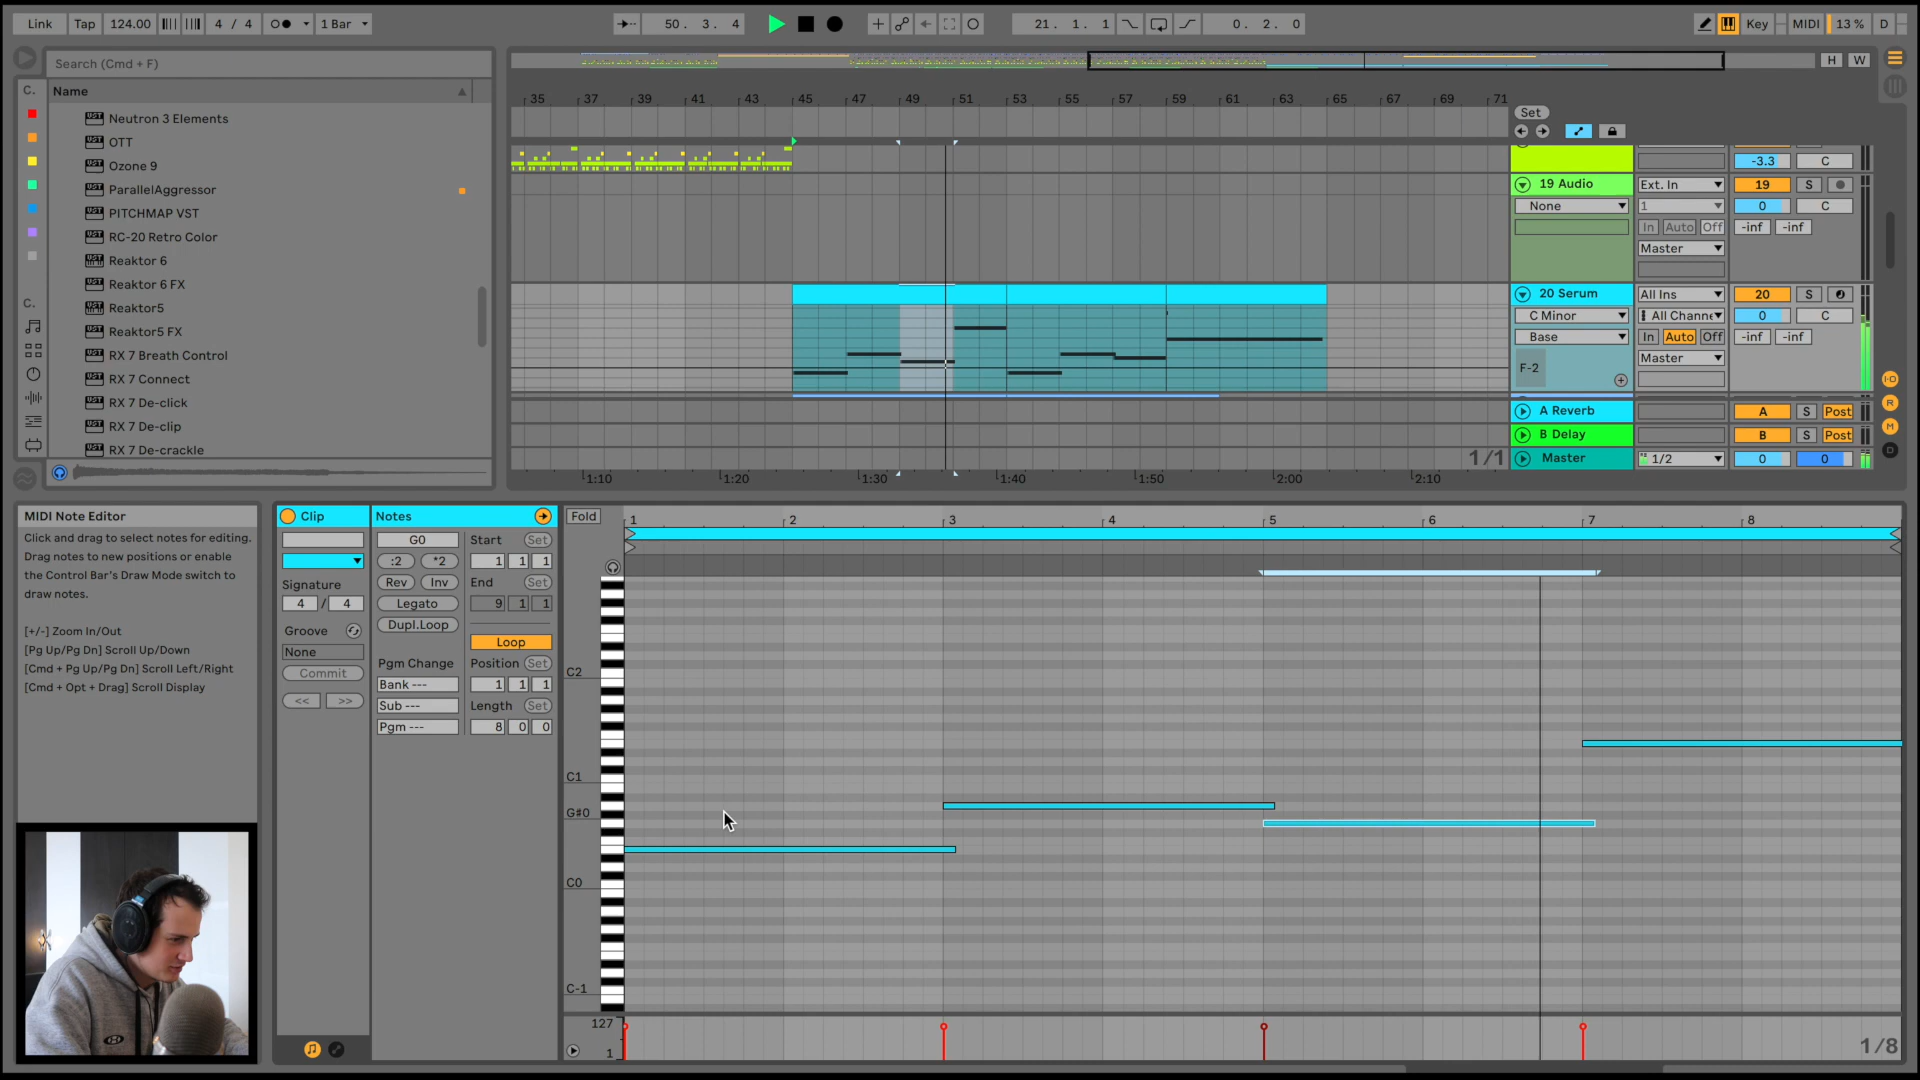 Link Tap 124.00 4 / 4 1 Bar 50. 3. 4 21. 1. 1 0. 2. 0 Key MIDI 13 % D
Search (Cmd + F)
H W
C. Name
35 37 39 41 43 45 47 49 51 53 55 57 59 61 63 65 67 69 71
Set
Neutron 3 Elements
OTT
Ozone 9
ParallelAggressor
PITCHMAP VST
RC-20 Retro Color
Reaktor 6
Reaktor 6 FX
Reaktor5
Reaktor5 FX
RX 7 Breath Control
RX 7 Connect
RX 7 De-click
RX 7 De-clip
RX 7 De-crackle
C.
-3.3 C
19 Audio Ext. In 19 S
None 1 0 C
In Auto Off -inf -inf
Master
20 Serum All Ins 20 S
C Minor All Channe 0 C
Base In Auto Off -inf -inf
F-2 Master
A Reverb A S Post
B Delay B S Post
1/1 Master 1/2 0 0
1:10 1:20 1:30 1:40 1:50 2:00 2:10
I·O
R
M
D
MIDI Note Editor
Click and drag to select notes for editing.
Drag notes to new positions or enable
the Control Bar's Draw Mode switch to
draw notes.
[+/-] Zoom In/Out
[Pg Up/Pg Dn] Scroll Up/Down
[Cmd + Pg Up/Pg Dn] Scroll Left/Right
[Cmd + Opt + Drag] Scroll Display
Clip
Signature
4 / 4
Groove
None
Commit
<< >>
Notes
G0 Start Set
:2 *2 1 1 1
Rev Inv End Set
Legato 9 1 1
Dupl.Loop
Loop
Pgm Change Position Set
Bank --- 1 1 1
Sub --- Length Set
Pgm --- 8 0 0
Fold 1 2 3 4 5 6 7 8
C2
C1
G#0
C0
C-1
127
1
1/8